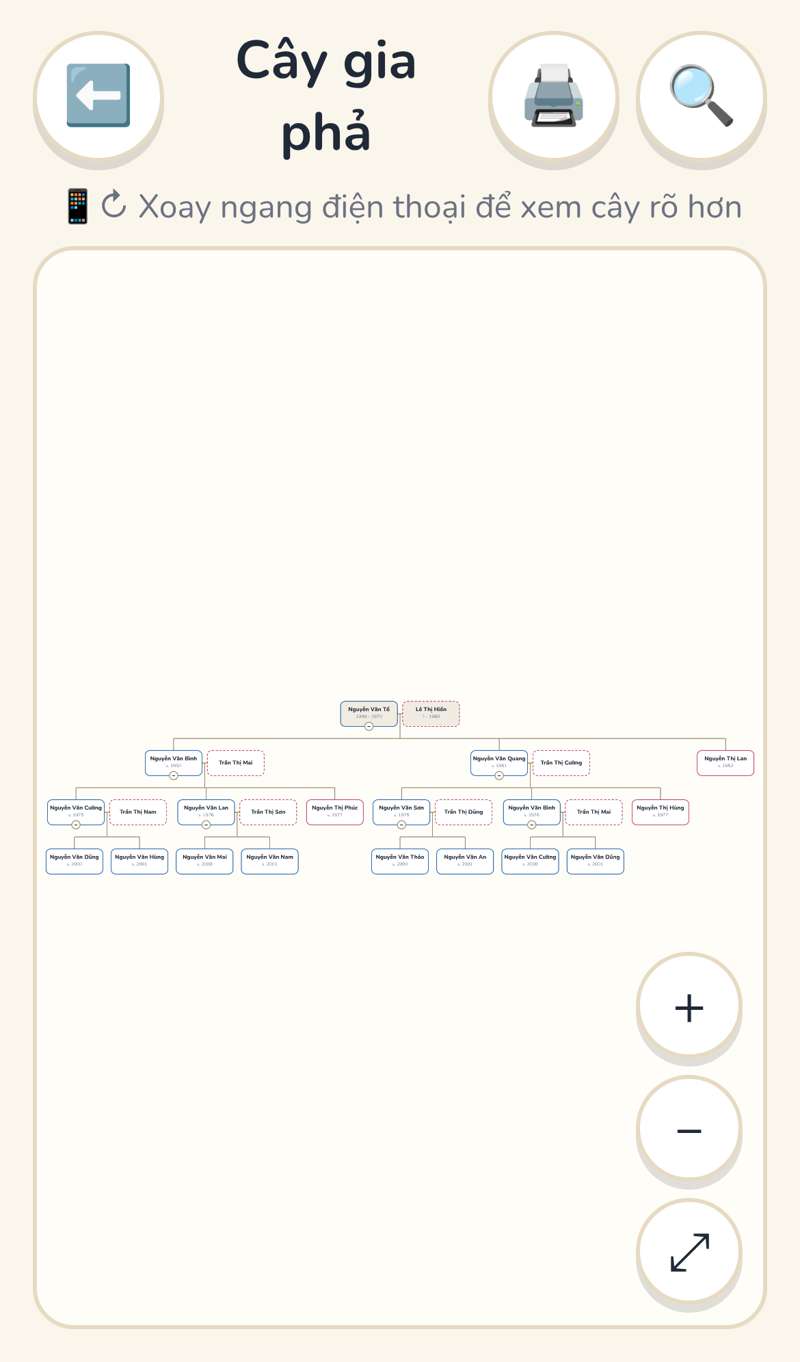 Cây gia
phả
Xoay ngang điện thoại để xem cây rõ hơn
Nguyễn Văn Tổ Lê Thị Hiền
Nguyễn Văn Bình Trần Thị Mai Nguyễn Văn Quang Trần Thị Cường Nguyễn Thị Lan
Nguyễn Văn Cường Trần Thị Nam Nguyễn Văn Lan Trần Thị Sơn Nguyễn Thị Phúc Nguyễn Văn Sơn Trần Thị Dũng Nguyễn Văn Bình Trần Thị Mai Nguyễn Thị Hùng
Nguyễn Văn Dũng Nguyễn Văn Hùng Nguyễn Văn Mai Nguyễn Văn Nam Nguyễn Văn Thảo Nguyễn Văn An Nguyễn Văn Cường Nguyễn Văn Dũng
+
−